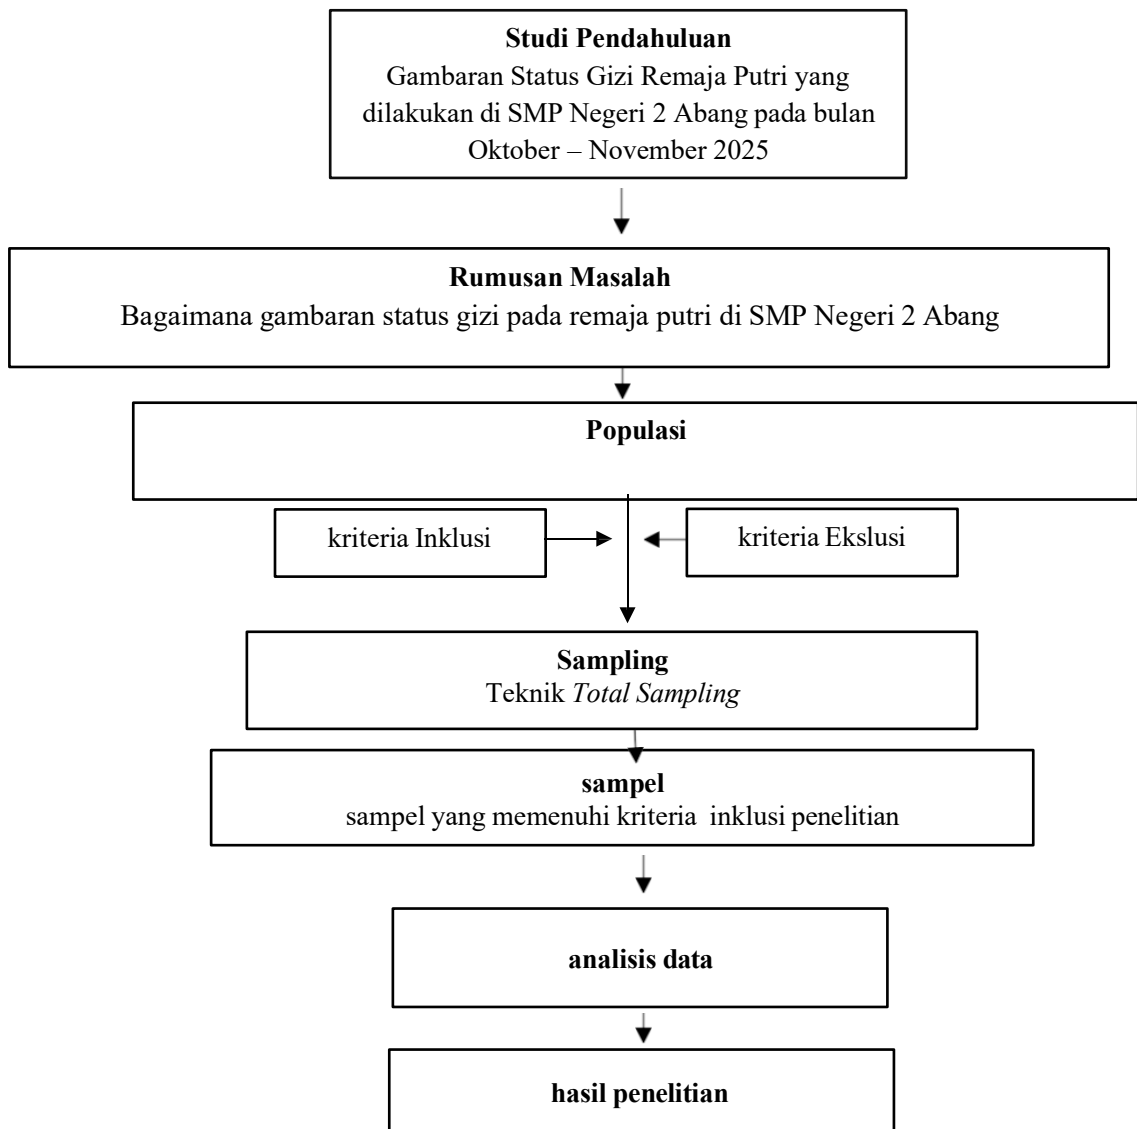 Studi Pendahuluan
Gambaran Status Gizi Remaja Putri yang
dilakukan di SMP Negeri 2 Abang pada bulan
Oktober – November 2025
Rumusan Masalah
Bagaimana gambaran status gizi pada remaja putri di SMP Negeri 2 Abang
Populasi
kriteria Inklusi
kriteria Ekslusi
Sampling
Teknik Total Sampling
sampel
sampel yang memenuhi kriteria inklusi penelitian
analisis data
hasil penelitian